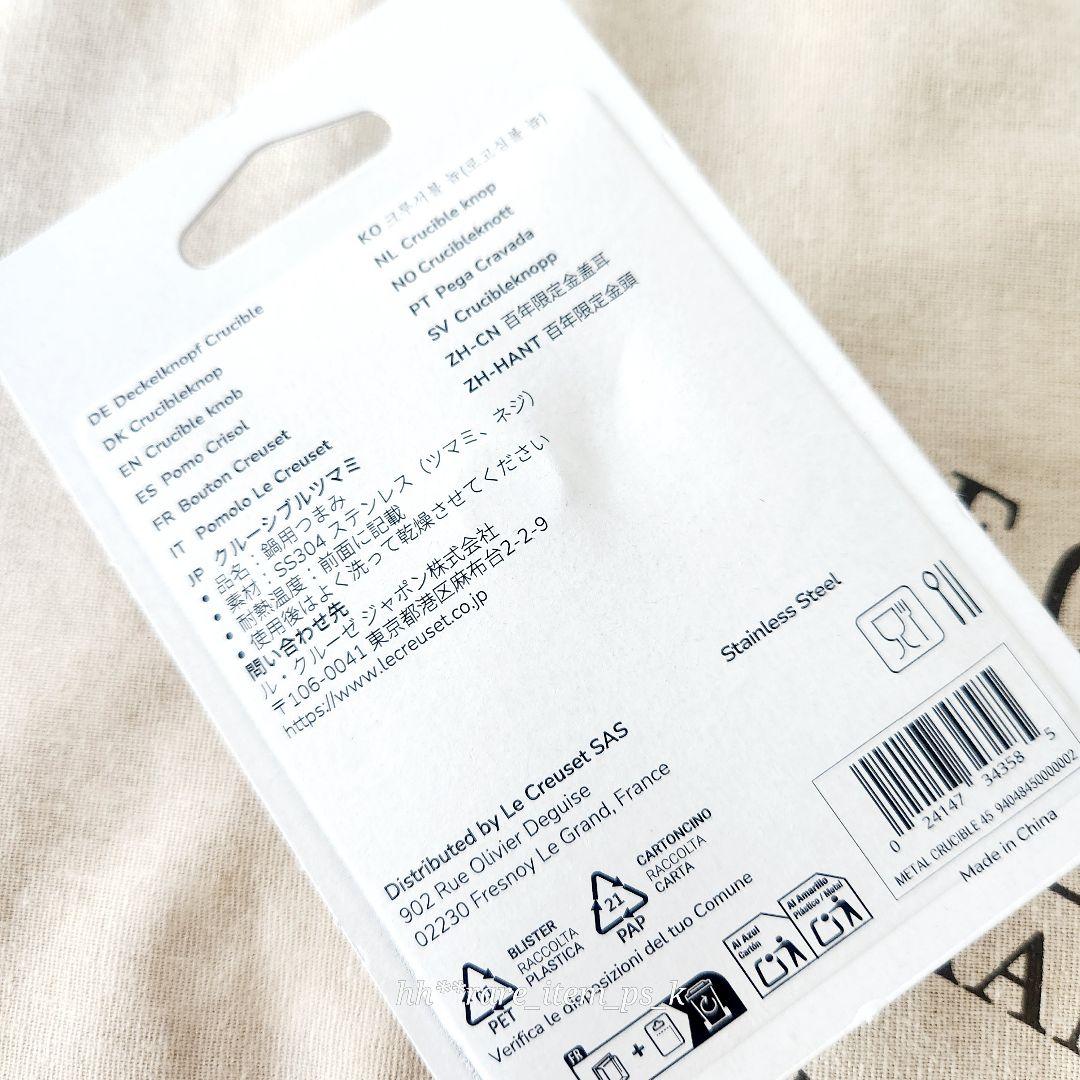 DE Deckelknopf Crucible
DK Crucibleknop
EN Crucible knob
ES Pomo Crisol
FR Bouton Creuset
IT Pomolo Le Creuset
KO 크루서블 놉(로고심볼 놉)
NL Crucible knop
NO Crucibleknott
PT Pega Cravada
SV Crucibleknopp
ZH-CN 百年限定金盖耳
ZH-HANT 百年限定金頭
JP クルーシブルツマミ
• 品名：鍋用つまみ
• 素材：SS304 ステンレス（ツマミ、ネジ）
• 耐熱温度：前面に記載
• 使用後はよく洗って乾燥させてください
問い合わせ先
ル・クルーゼ ジャポン株式会社
〒106-0041 東京都港区麻布台2-2-9
https://www.lecreuset.co.jp
Stainless Steel
Distributed by Le Creuset SAS
902 Rue Olivier Deguise
02230 Fresnoy Le Grand, France
0 24147 34358 5
METAL CRUCIBLE 45 94048450000002
Made in China
PET
BLISTER
RACCOLTA
PLASTICA
21
PAP
CARTONCINO
RACCOLTA
CARTA
Verifica le disposizioni del tuo Comune
Al Azul
Cartón
Al Amarillo
Plástico / Metal
FR
+
hh**rare_item_ps_k